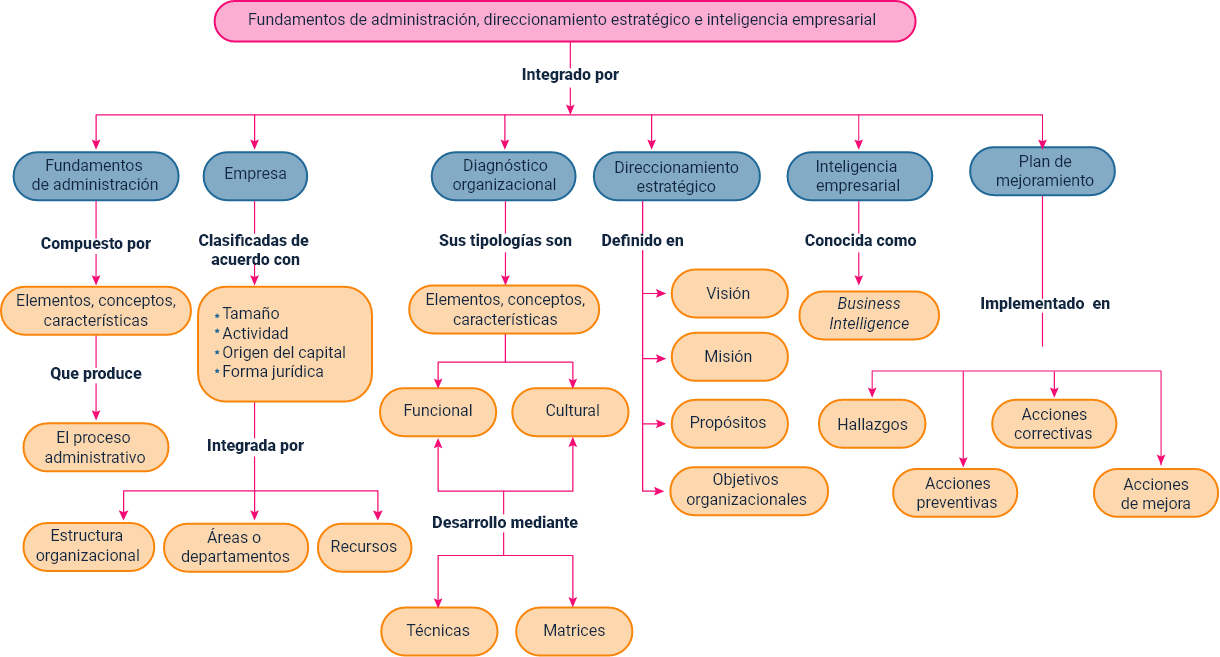 Fundamentos de administración, direccionamiento estratégico e inteligencia empresarial
Integrado por
Fundamentos
de administración
Empresa
Diagnóstico
organizacional
Direccionamiento
estratégico
Inteligencia
empresarial
Plan de
mejoramiento
Compuesto por
Clasificadas de
acuerdo con
Sus tipologías son
Definido en
Conocida como
Implementado en
Elementos, conceptos,
características
Tamaño
Actividad
Origen del capital
Forma jurídica
Elementos, conceptos,
características
Visión
Misión
Propósitos
Objetivos
organizacionales
Business
Intelligence
Que produce
El proceso
administrativo
Integrada por
Estructura
organizacional
Áreas o
departamentos
Recursos
Funcional
Cultural
Desarrollo mediante
Técnicas
Matrices
Hallazgos
Acciones
preventivas
Acciones
correctivas
Acciones
de mejora